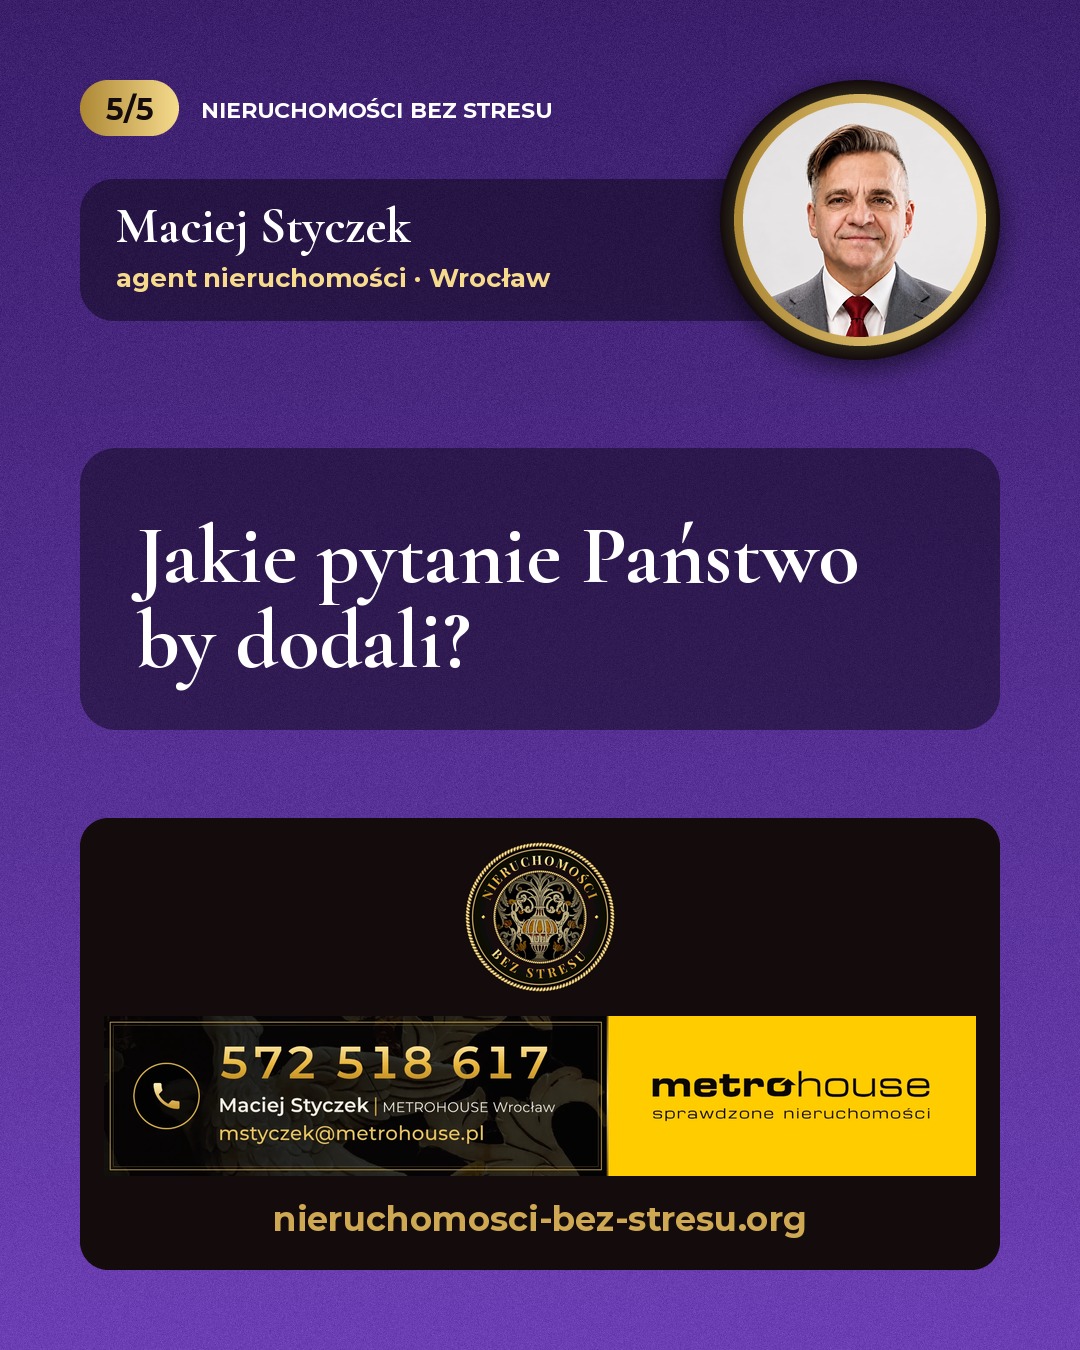 5/5
NIERUCHOMOŚCI BEZ STRESU
Maciej Styczek
agent nieruchomości · Wrocław
Jakie pytanie Państwo
by dodali?
NIERUCHOMOŚCI
BEZ STRESU
572 518 617
Maciej Styczek | METROHOUSE Wrocław
mstyczek@metrohouse.pl
metrohouse
sprawdzone nieruchomości
nieruchomosci-bez-stresu.org